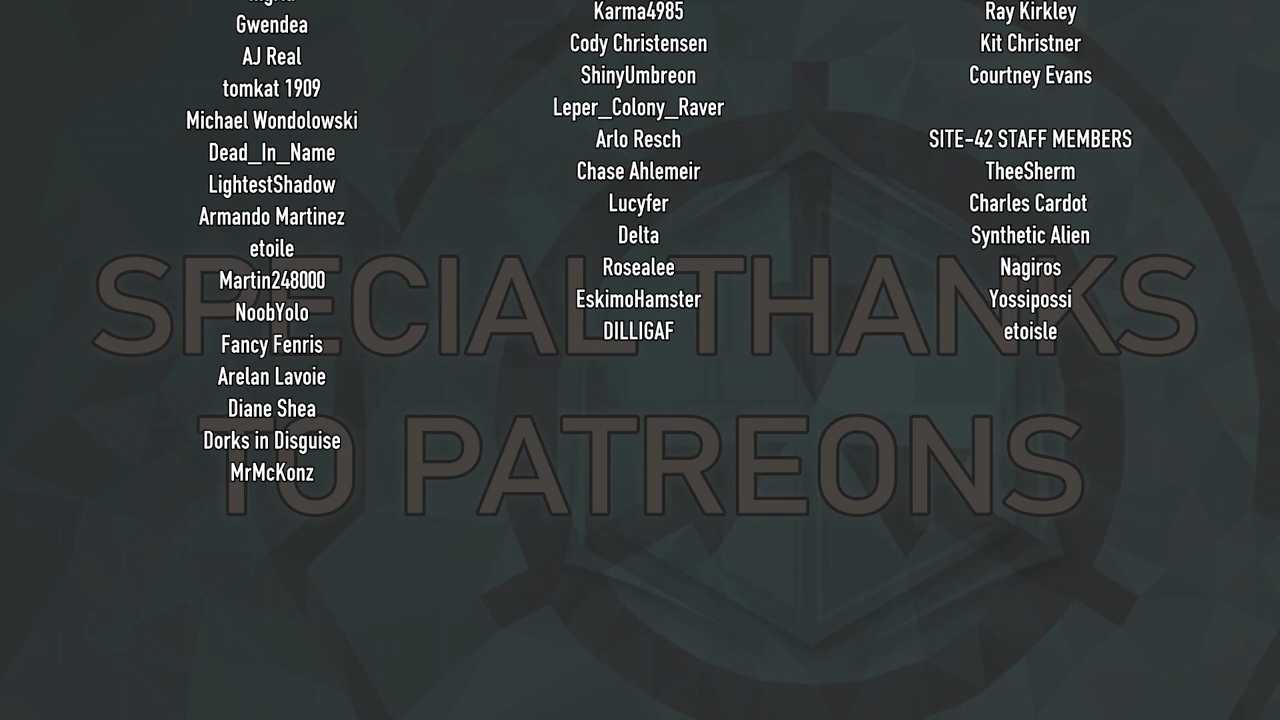 Gwendea
AJ Real
tomkat 1909
Michael Wondolowski
Dead_In_Name
LightestShadow
Armando Martinez
etoile
Martin248000
NoobYolo
Fancy Fenris
Arelan Lavoie
Diane Shea
Dorks in Disguise
MrMcKonz
Karma4985
Cody Christensen
ShinyUmbreon
Leper_Colony_Raver
Arlo Resch
Chase Ahlemeir
Lucyfer
Delta
Rosealee
EskimoHamster
DILLIGAF
Ray Kirkley
Kit Christner
Courtney Evans
SITE-42 STAFF MEMBERS
TheeSherm
Charles Cardot
Synthetic Alien
Nagiros
Yossipossi
etoisle
SPECIAL THANKS
TO PATREONS